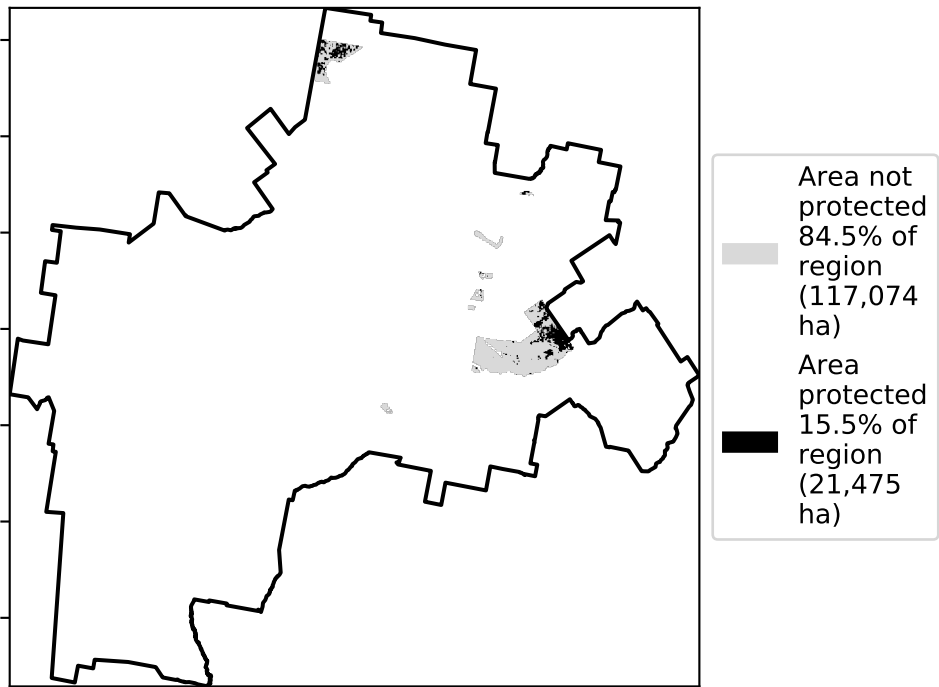 Area not
protected
84.5% of
region
(117,074
ha)
Area
protected
15.5% of
region
(21,475
ha)